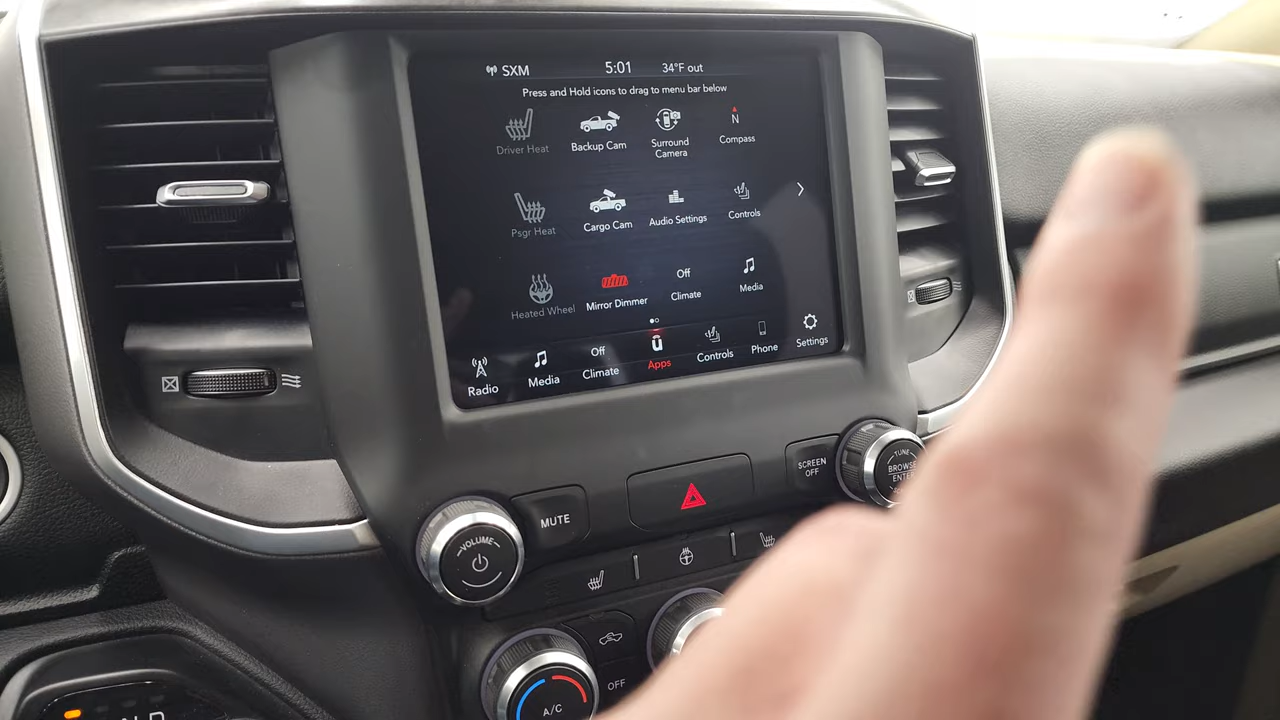 SXM 5:01 34°F out
Press and Hold icons to drag to menu bar below
Driver Heat
Backup Cam
Surround
Camera
N
Compass
Psgr Heat
Cargo Cam
Audio Settings
Controls
Heated Wheel
Mirror Dimmer
Off
Climate
Media
Radio
Media
Off
Climate
Apps
Controls
Phone
Settings
SCREEN
OFF
TUNE
BROWSE
ENTER
MUTE
VOLUME
OFF
A/C